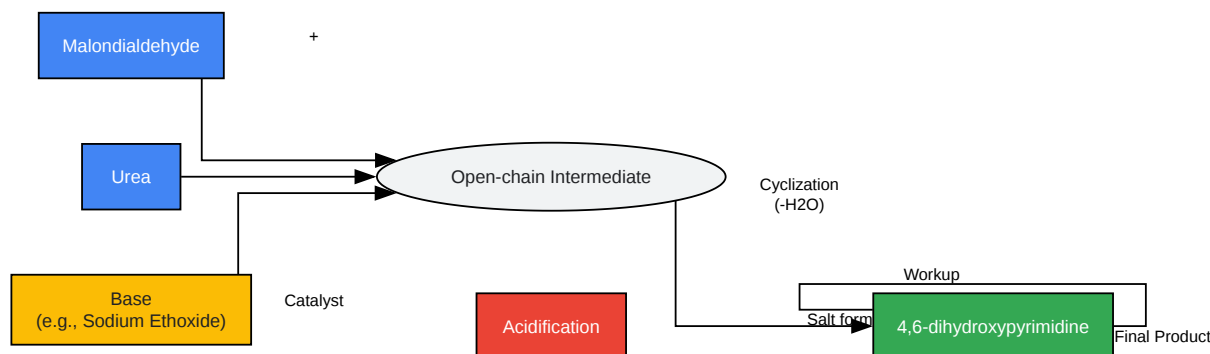 Malondialdehyde
+
Urea
Open-chain Intermediate
Cyclization
(-H2O)
Base
(e.g., Sodium Ethoxide)
Catalyst
Acidification
Workup
Salt form
4,6-dihydroxypyrimidine
Final Product